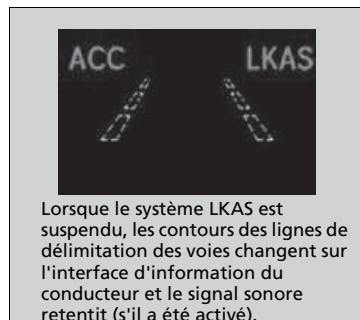 ACC LKAS
Lorsque le système LKAS est
suspendu, les contours des lignes de
délimitation des voies changent sur
l'interface d'information du
conducteur et le signal sonore
retentit (s'il a été activé).